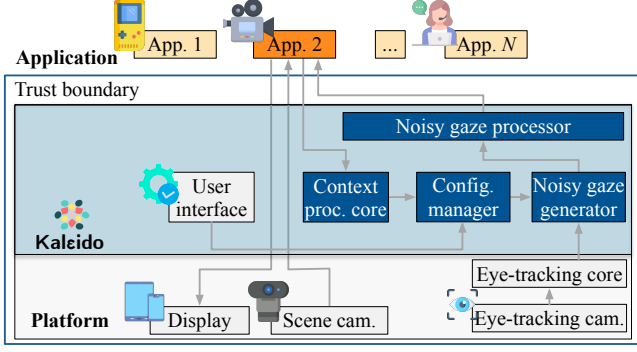 App. 1
App. 2
...
App. N
Application
Trust boundary
Noisy gaze processor
User
interface
Context
proc. core
Config.
manager
Noisy gaze
generator
Kalεido
Eye-tracking core
Platform
Display
Scene cam.
Eye-tracking cam.